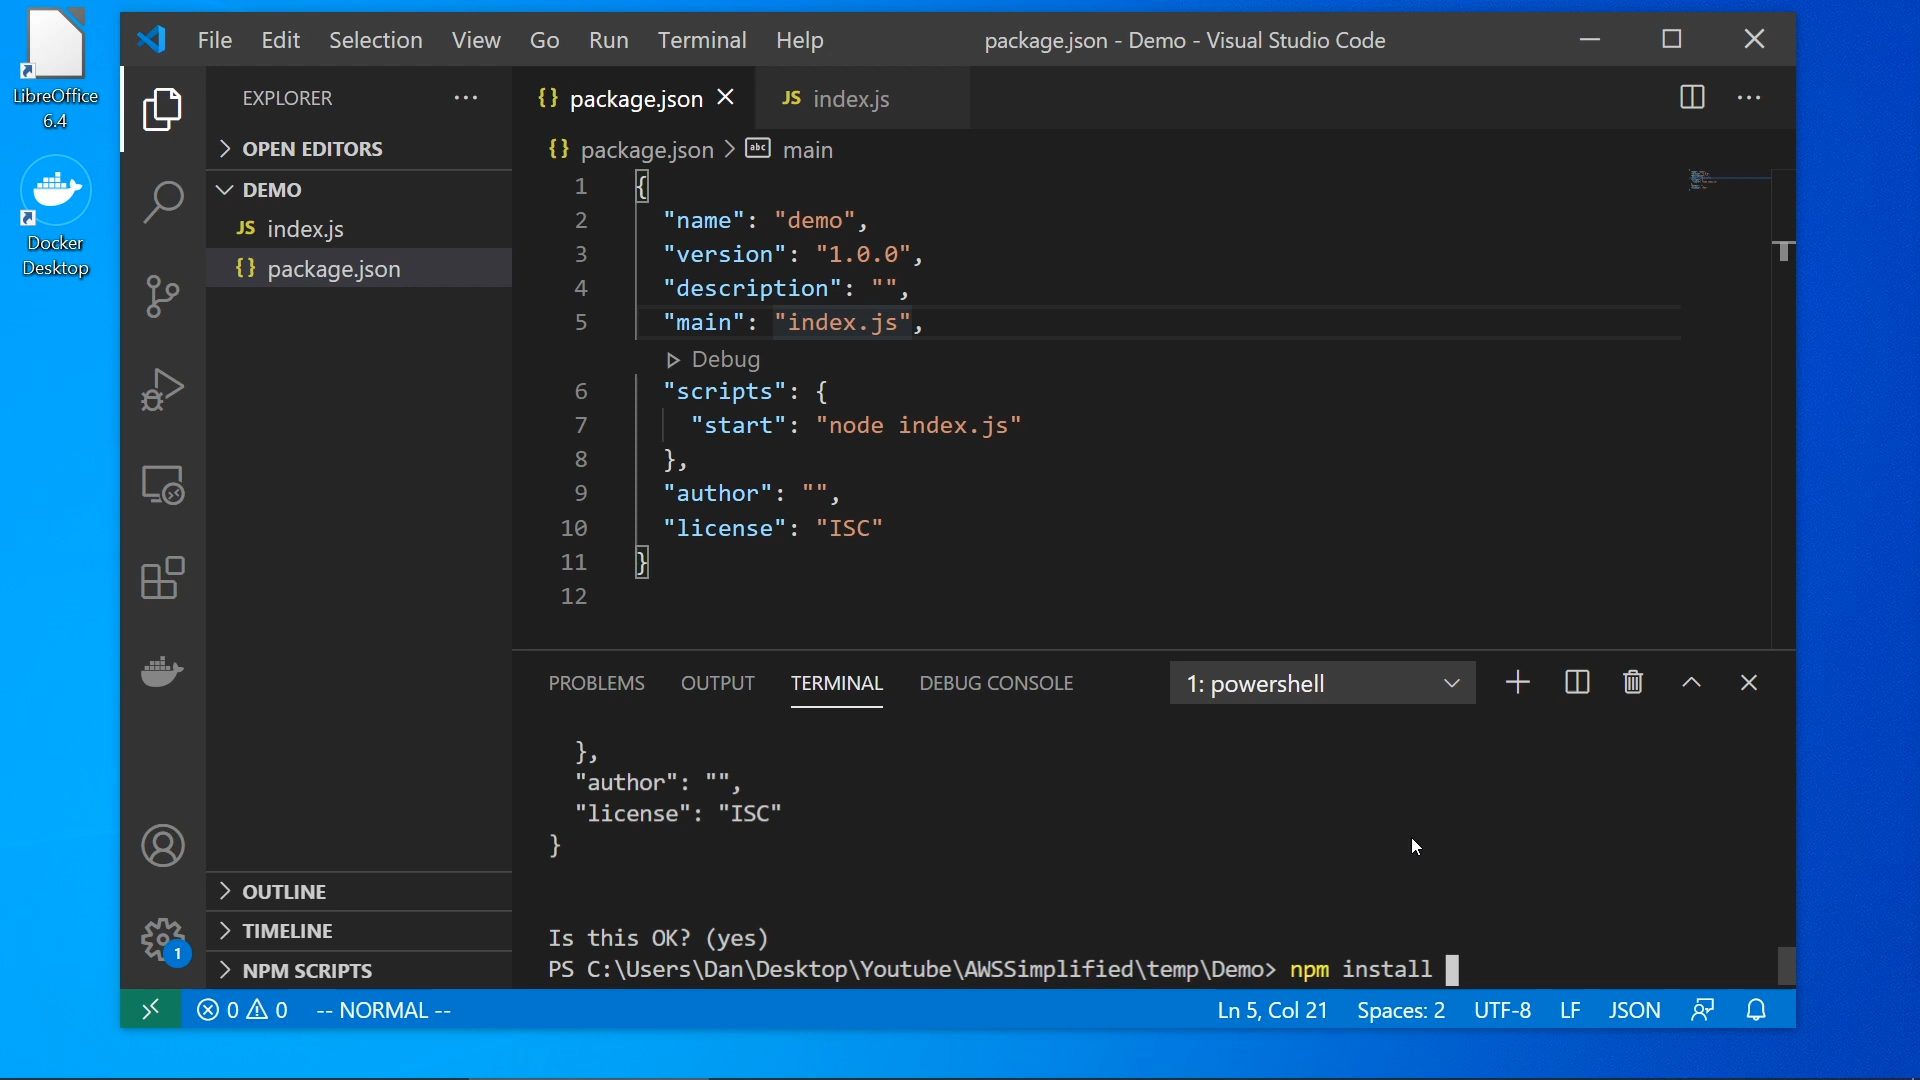 LibreOffice
6.4
Docker
Desktop
File Edit Selection View Go Run Terminal Help
package.json - Demo - Visual Studio Code
EXPLORER
OPEN EDITORS
DEMO
JS index.js
{} package.json
OUTLINE
TIMELINE
NPM SCRIPTS
1
{} package.json
JS index.js
{} package.json > abc main
1 {
2 "name": "demo",
3 "version": "1.0.0",
4 "description": "",
5 "main": "index.js",
Debug
6 "scripts": {
7 "start": "node index.js"
8 },
9 "author": "",
10 "license": "ISC"
11 }
12
PROBLEMS OUTPUT TERMINAL DEBUG CONSOLE
1: powershell
},
"author": "",
"license": "ISC"
}
Is this OK? (yes)
PS C:\Users\Dan\Desktop\Youtube\AWSSimplified\temp\Demo> npm install
0 0 -- NORMAL --
Ln 5, Col 21 Spaces: 2 UTF-8 LF JSON